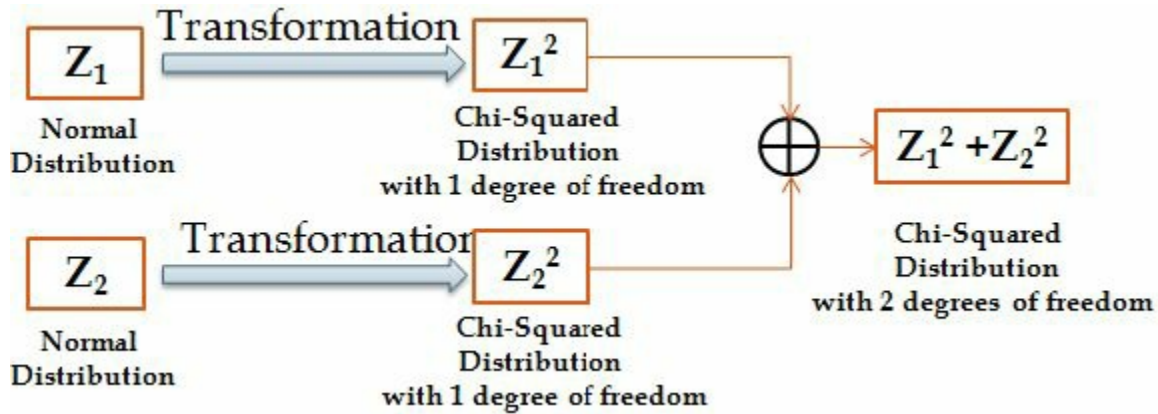 Transformation
Z₁
Z₁²
Normal
Distribution
Chi-Squared
Distribution
with 1 degree of freedom
Z₁² +Z₂²
Chi-Squared
Distribution
with 2 degrees of freedom
Transformation
Z₂
Z₂²
Normal
Distribution
Chi-Squared
Distribution
with 1 degree of freedom